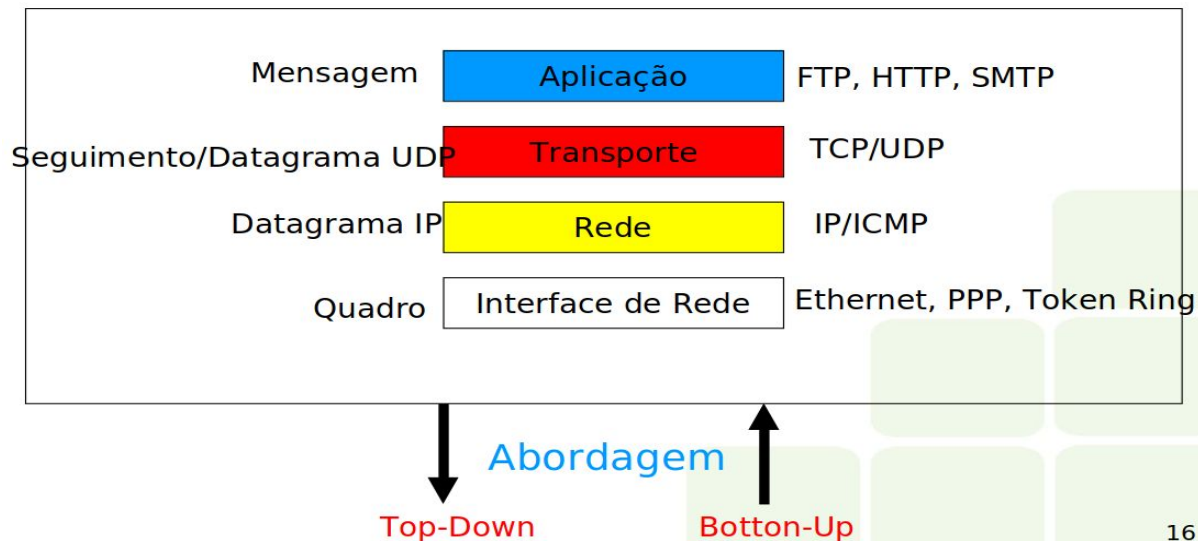 Mensagem Aplicação FTP, HTTP, SMTP
Seguimento/Datagrama UDP Transporte TCP/UDP
Datagrama IP Rede IP/ICMP
Quadro Interface de Rede Ethernet, PPP, Token Ring
Abordagem
Top-Down Botton-Up
16